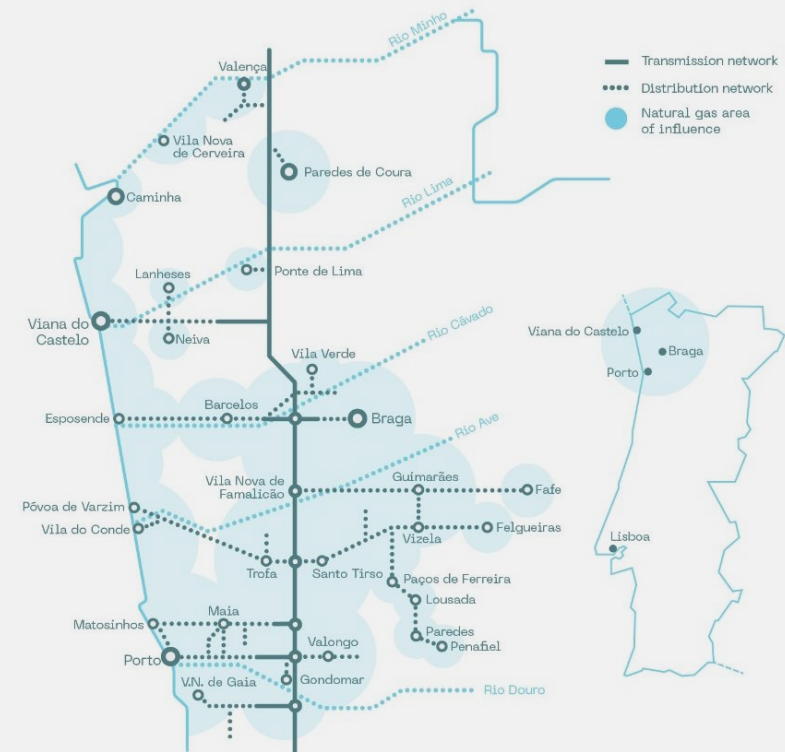 Rio Minho
Valença
Transmission network
Distribution network
Natural gas area
of influence
Vila Nova
de Cerveira
Paredes de Coura
Caminha
Rio Lima
Lanheses
Ponte de Lima
Viana do
Castelo
Neiva
Rio Câvado
Vila Verde
Esposende
Barcelos
Braga
Rio Ave
Vila Nova de
Famalicão
Guimarães
Fafe
Póvoa de Varzim
Vila do Conde
Vizela
Felgueiras
Trofa
Santo Tirso
Paços de Ferreira
Lousada
Matosinhos
Maia
Paredes
Penafiel
Porto
Valongo
V.N. de Gaia
Gondomar
Rio Douro
Viana do Castelo
Braga
Porto
Lisboa